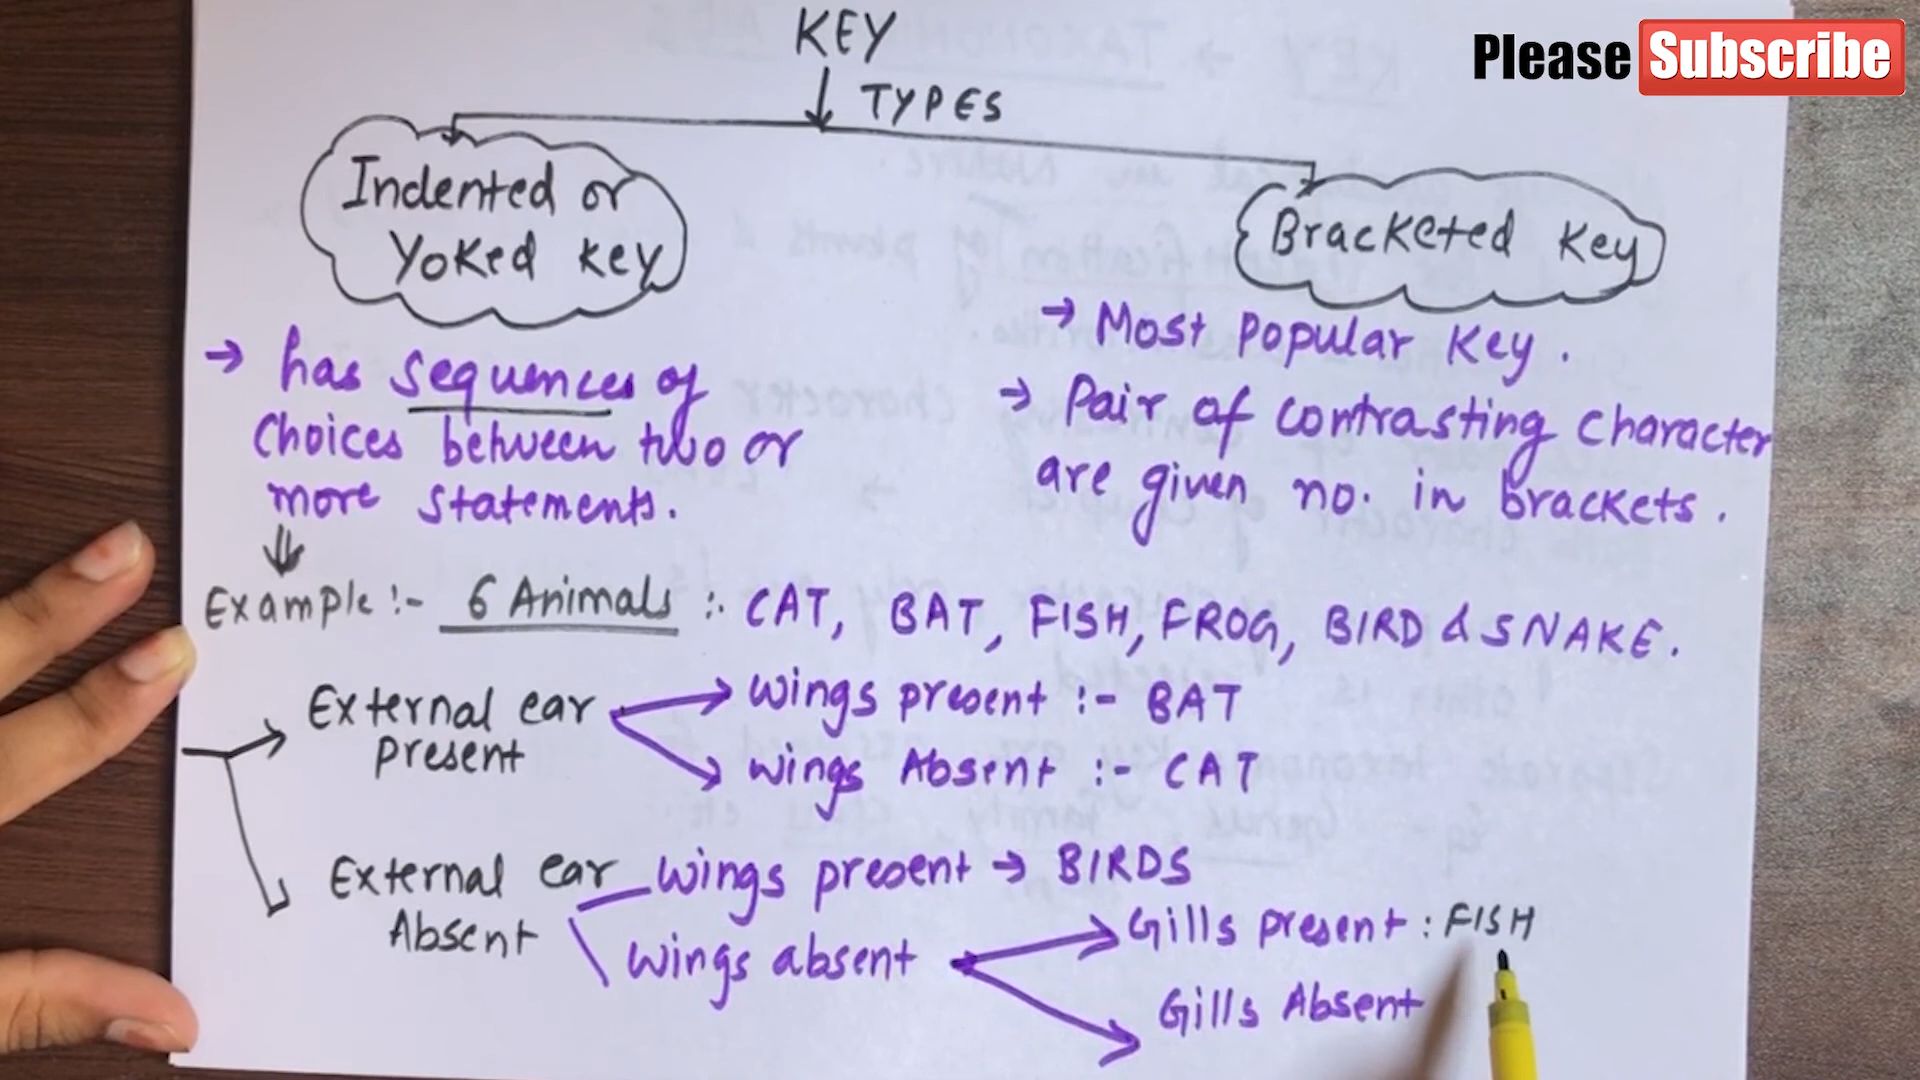 KEY
TYPES
Please Subscribe
Indented or
Yoked Key
Bracketed Key
→ has sequences of
choices between two or
more statements.
→ Most popular Key.
→ Pair of contrasting character
are given no. in brackets.
Example :- 6 Animals :. CAT, BAT, FISH, FROG, BIRD & SNAKE.
External ear
present
wings present :- BAT
wings Absent :- CAT
External ear
Absent
wings present → BIRDS
wings absent
Gills present : FISH
Gills Absent